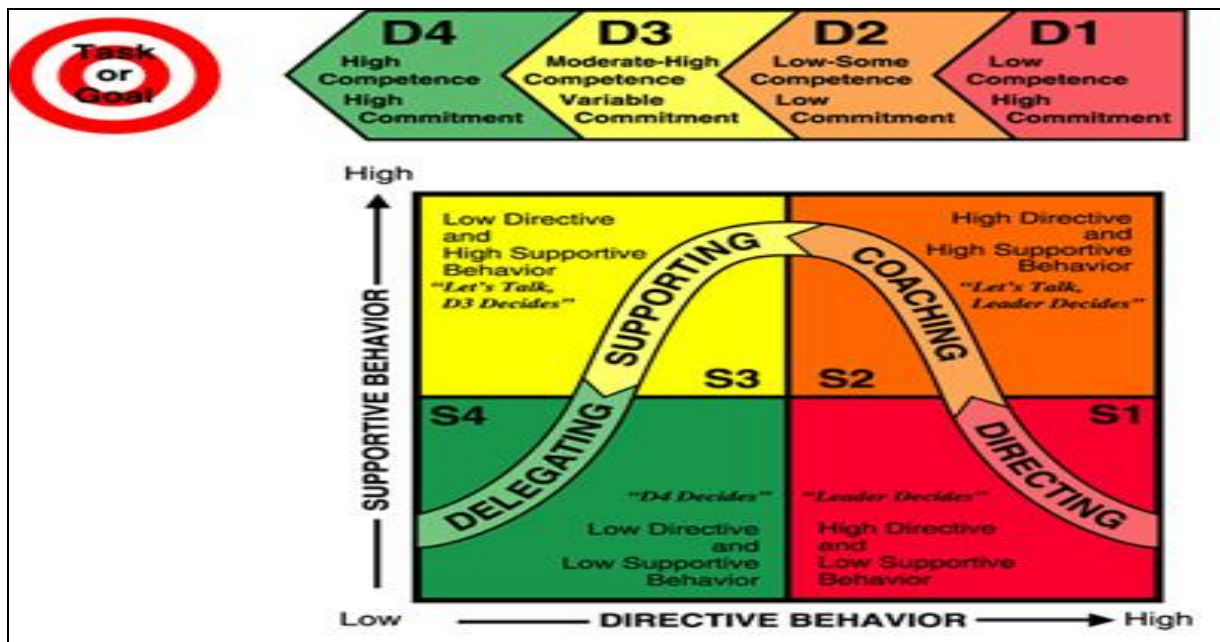 Task
or
Goal
D4
High
Competence
High
Commitment
D3
Moderate-High
Competence
Variable
Commitment
D2
Low-Some
Competence
Low
Commitment
D1
Low
Competence
High
Commitment
High
SUPPORTIVE BEHAVIOR
Low Directive
and
High Supportive
Behavior
"Let's Talk,
D3 Decides"
SUPPORTING
S3
High Directive
and
High Supportive
Behavior
"Let's Talk,
Leader Decides"
COACHING
S2
S4
DELEGATING
"D4 Decides"
Low Directive
and
Low Supportive
Behavior
S1
DIRECTING
"Leader Decides"
High Directive
and
Low Supportive
Behavior
Low
DIRECTIVE BEHAVIOR
High